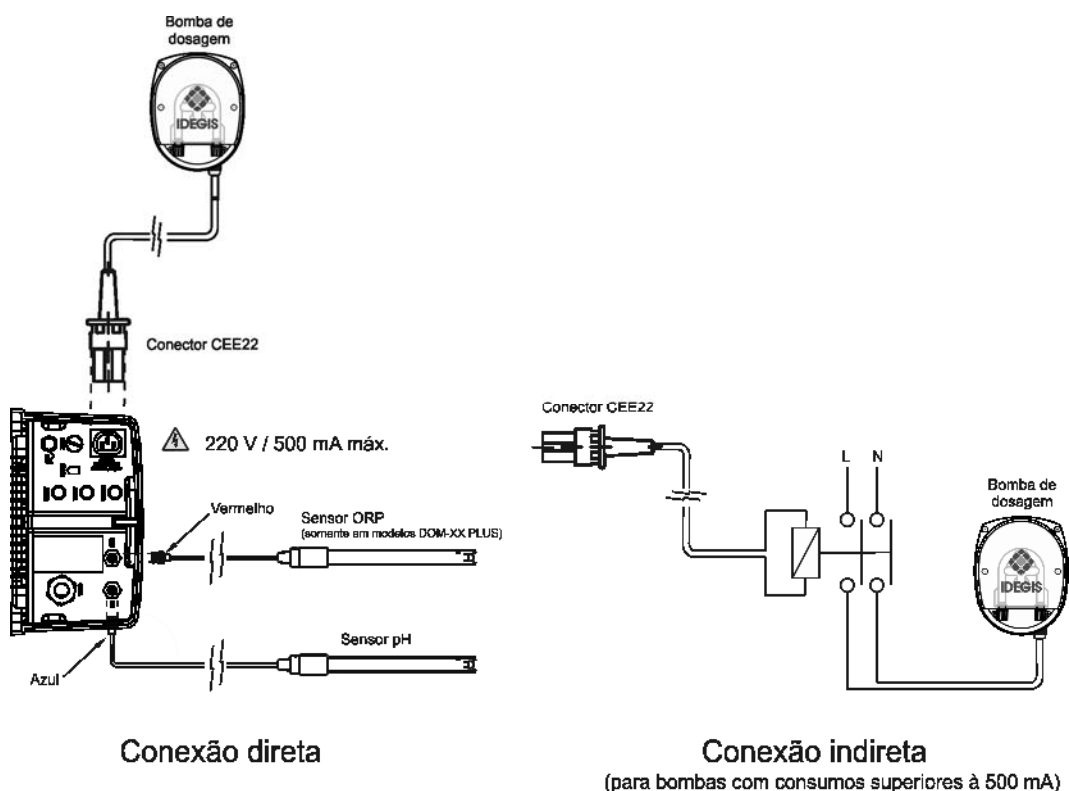 Bomba de
dosagem
IDEGIS
Conector CEE22
220 V / 500 mA máx.
Vermelho
Sensor ORP
(somente em modelos DOM-XX PLUS)
Sensor pH
Azul
Conexão direta
Conector CEE22
L N
Bomba de
dosagem
IDEGIS
Conexão indireta
(para bombas com consumos superiores à 500 mA)